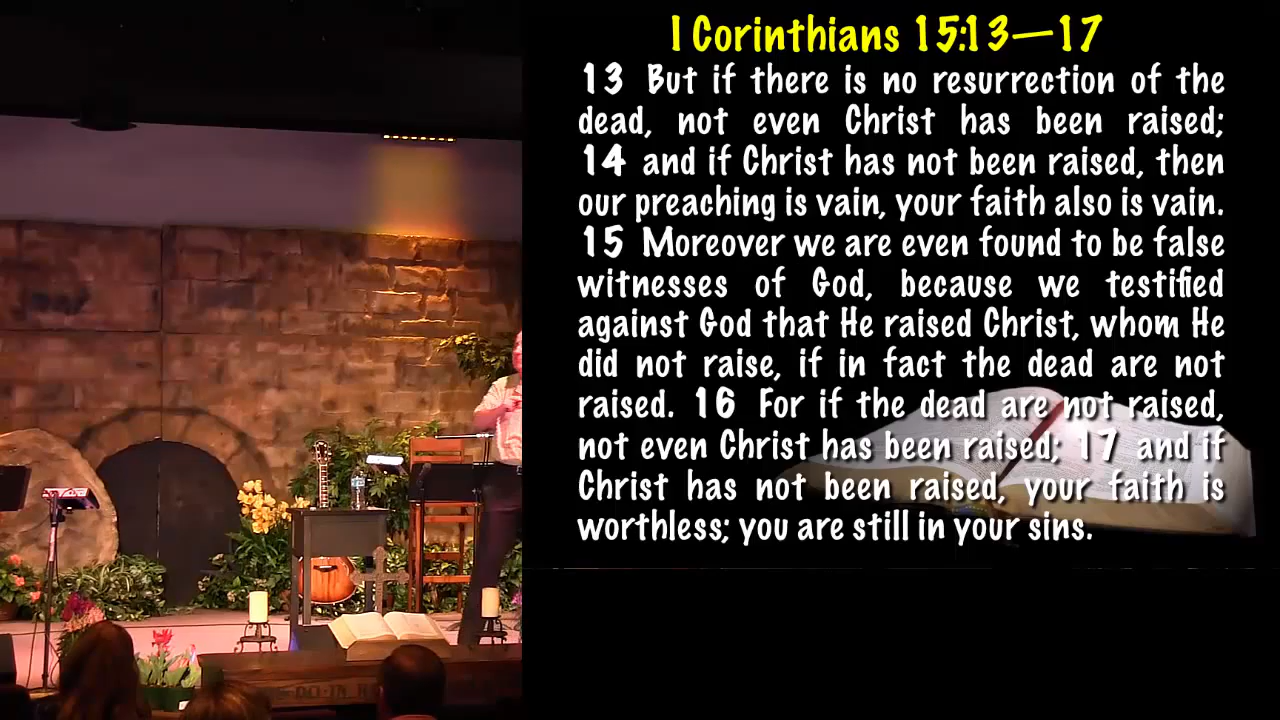 I Corinthians 15:13—17
13 But if there is no resurrection of the
dead, not even Christ has been raised;
14 and if Christ has not been raised, then
our preaching is vain, your faith also is vain.
15 Moreover we are even found to be false
witnesses of God, because we testified
against God that He raised Christ, whom He
did not raise, if in fact the dead are not
raised. 16 For if the dead are not raised,
not even Christ has been raised; 17 and if
Christ has not been raised, your faith is
worthless; you are still in your sins.